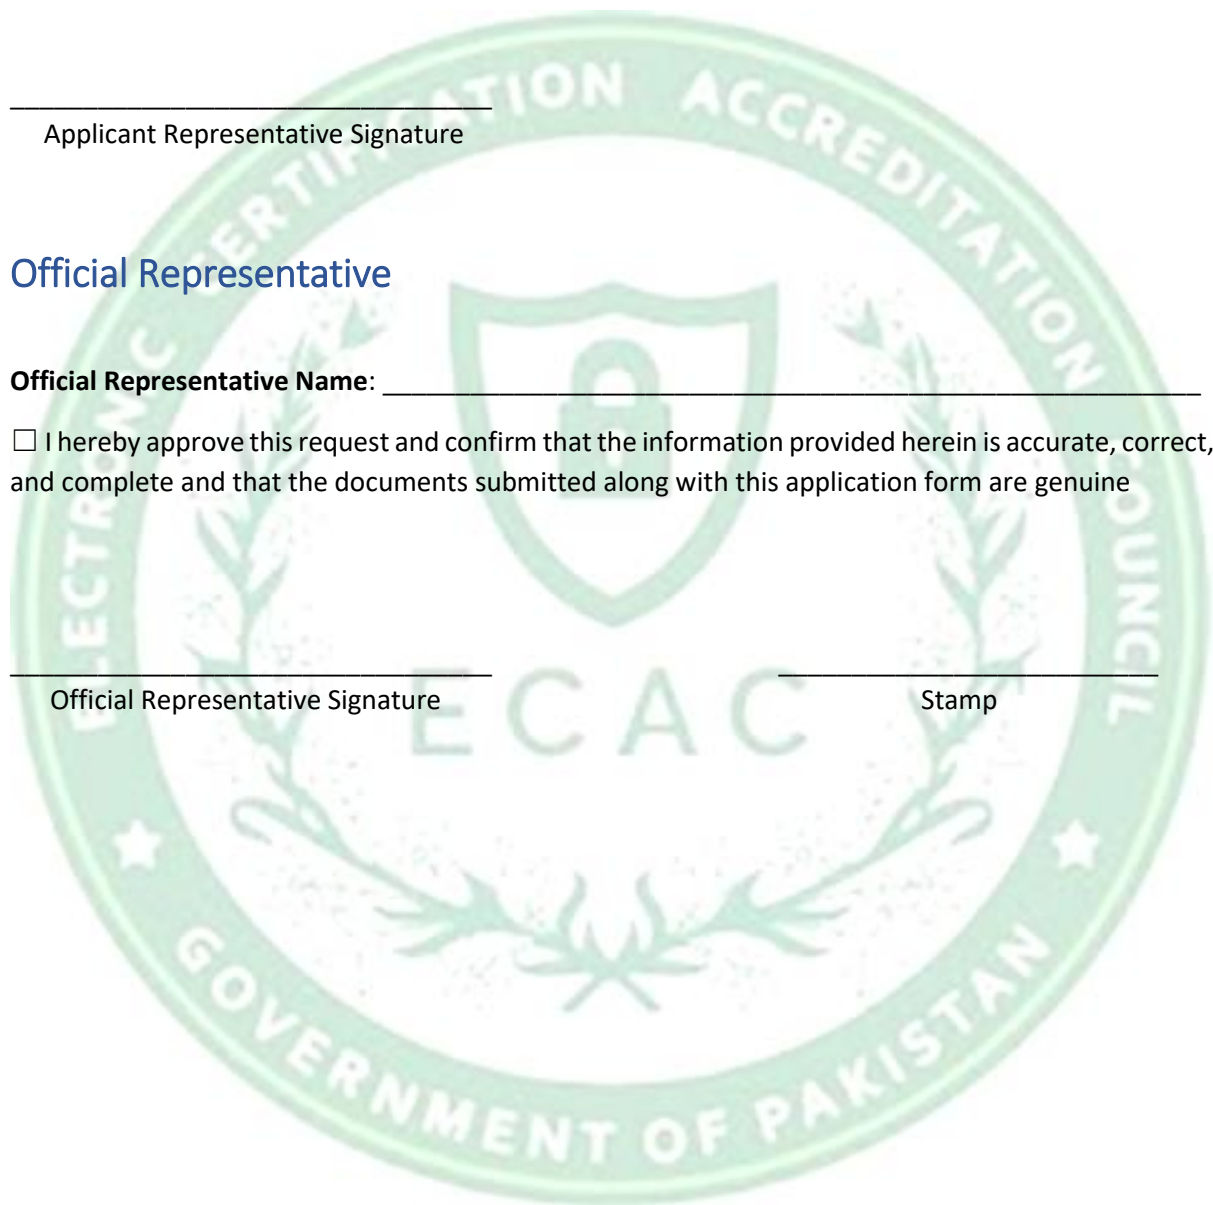 Applicant Representative Signature
Official Representative
Official Representative Name: ___________________________________________________________
☐ I hereby approve this request and confirm that the information provided herein is accurate, correct,
and complete and that the documents submitted along with this application form are genuine
Official Representative Signature
Stamp
ELECTRONIC CERTIFICATION ACCREDITATION COUNCIL
ECAC
GOVERNMENT OF PAKISTAN